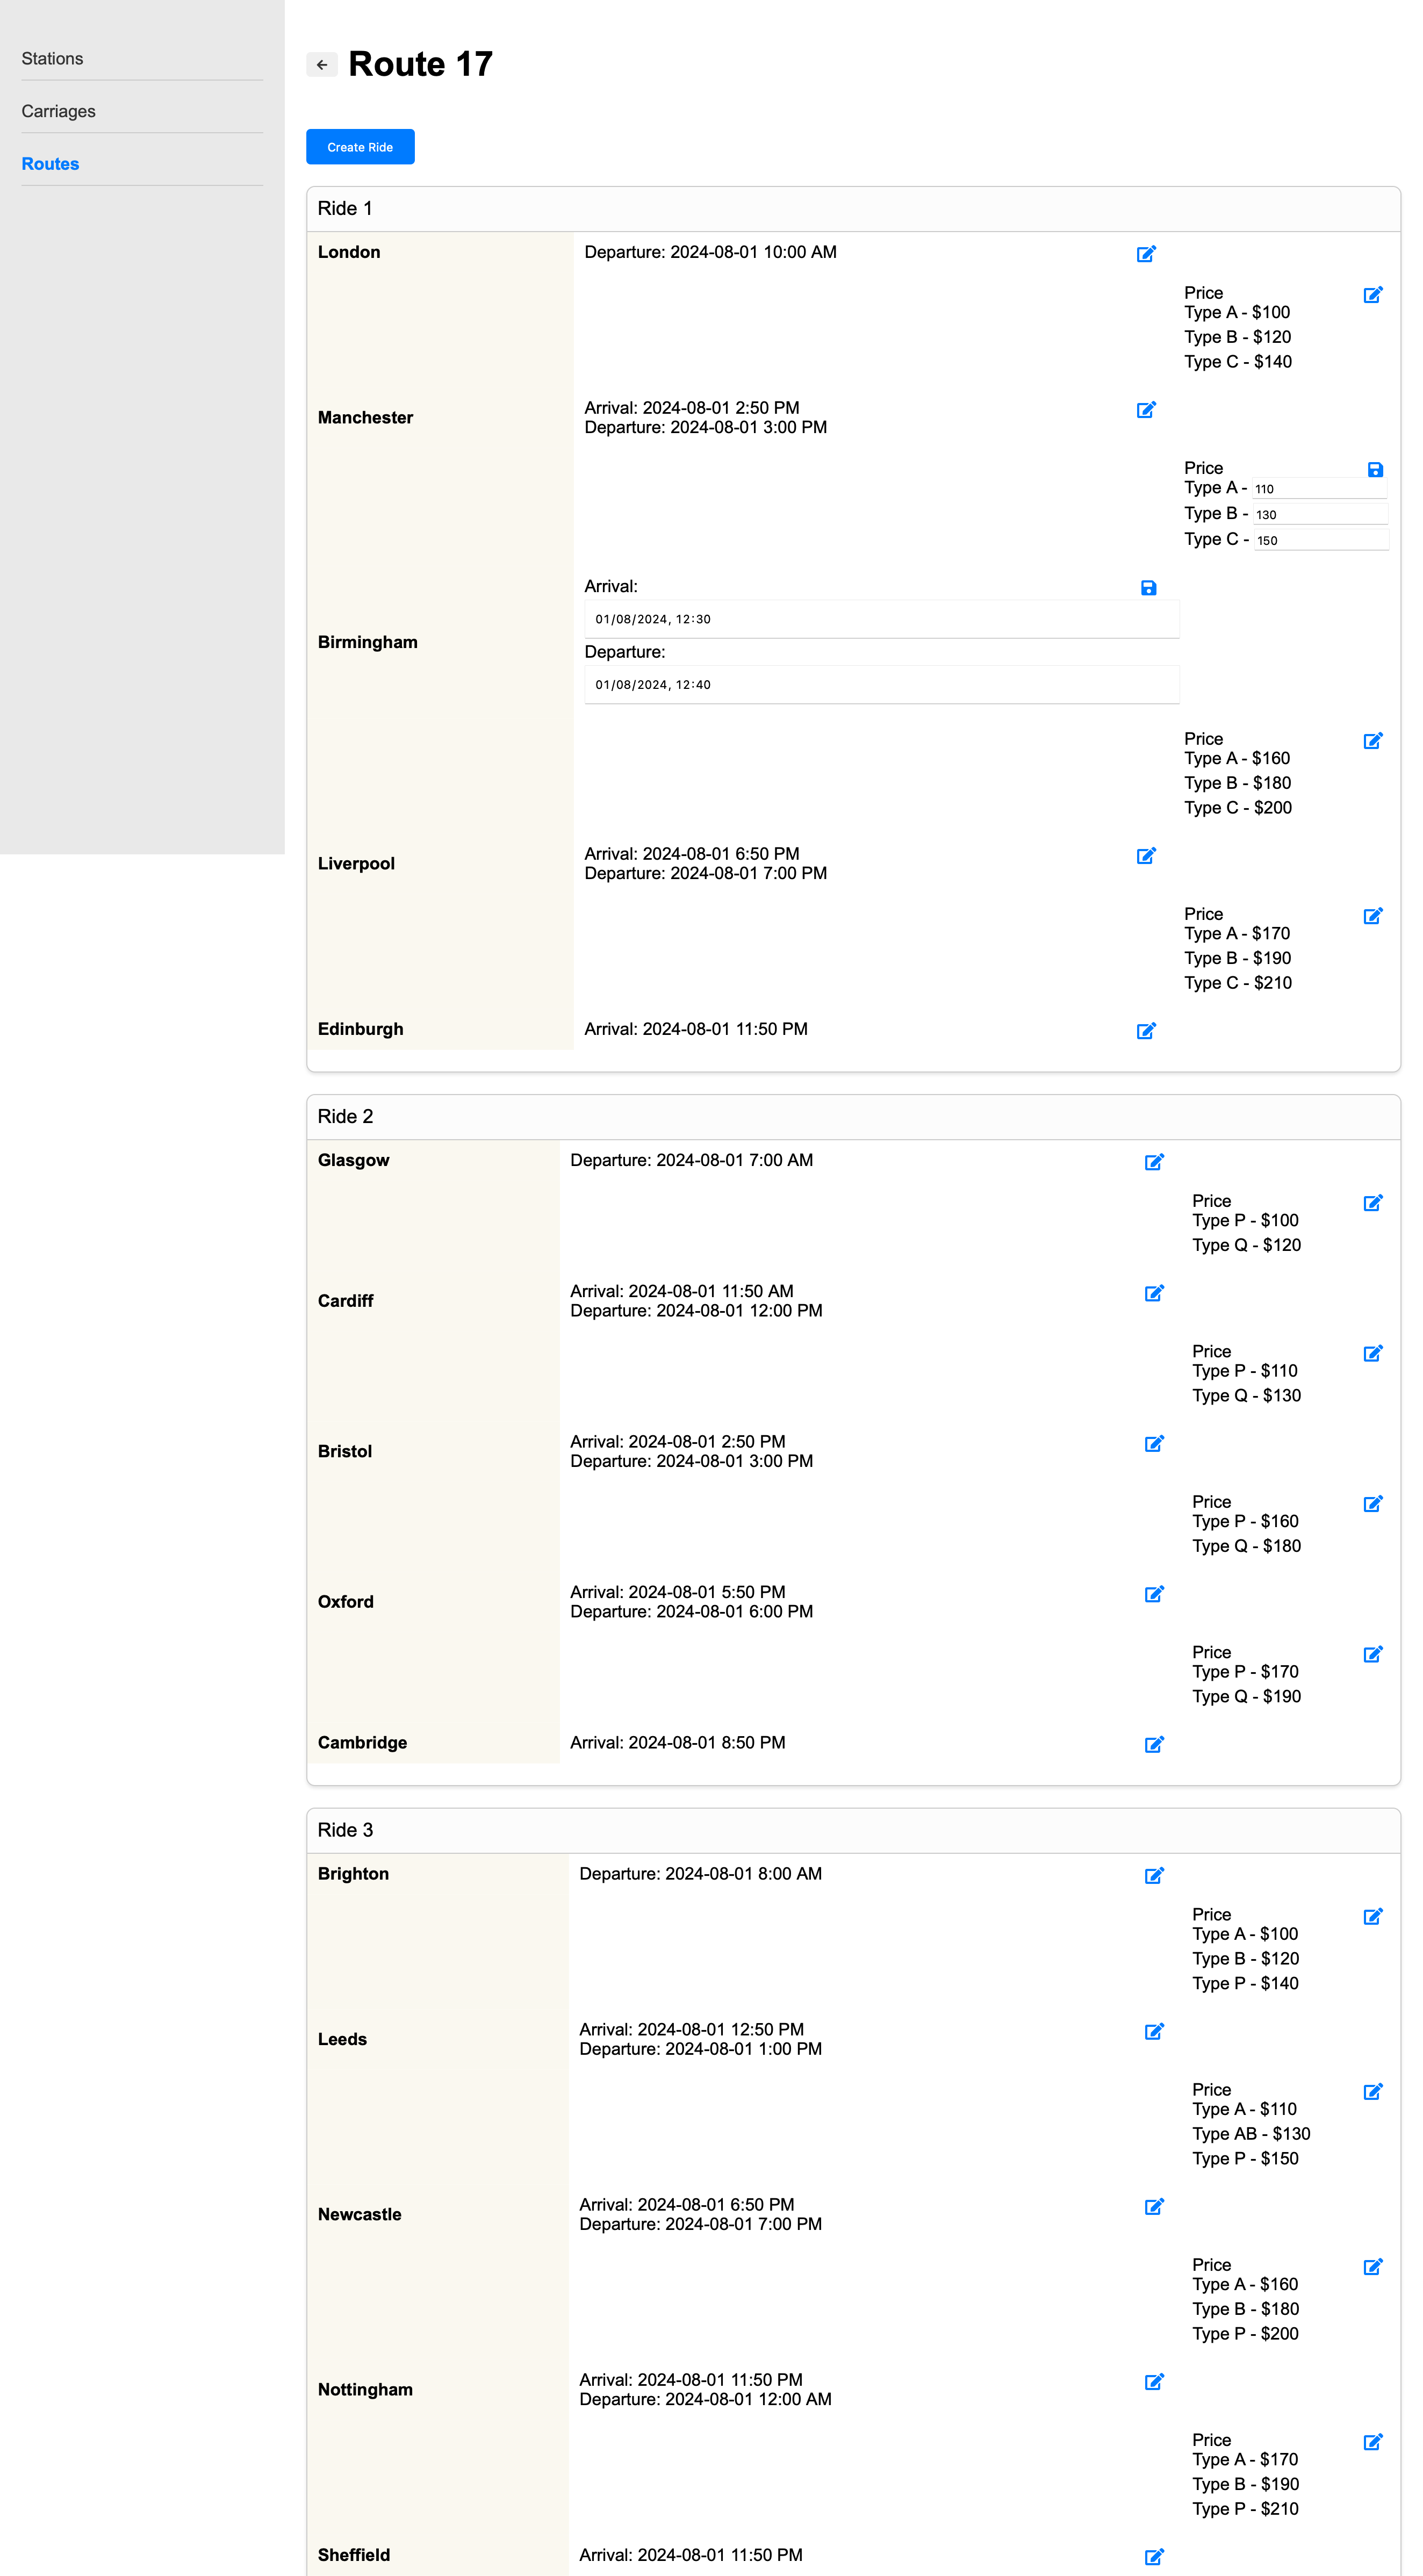 Stations
Carriages
Routes
Route 17
Create Ride
Ride 1
London
Departure: 2024-08-01 10:00 AM
Price
Type A - $100
Type B - $120
Type C - $140
Manchester
Arrival: 2024-08-01 2:50 PM
Departure: 2024-08-01 3:00 PM
Price
Type A - 110
Type B - 130
Type C - 150
Birmingham
Arrival:
01/08/2024, 12:30
Departure:
01/08/2024, 12:40
Price
Type A - $160
Type B - $180
Type C - $200
Liverpool
Arrival: 2024-08-01 6:50 PM
Departure: 2024-08-01 7:00 PM
Price
Type A - $170
Type B - $190
Type C - $210
Edinburgh
Arrival: 2024-08-01 11:50 PM
Ride 2
Glasgow
Departure: 2024-08-01 7:00 AM
Price
Type P - $100
Type Q - $120
Cardiff
Arrival: 2024-08-01 11:50 AM
Departure: 2024-08-01 12:00 PM
Price
Type P - $110
Type Q - $130
Bristol
Arrival: 2024-08-01 2:50 PM
Departure: 2024-08-01 3:00 PM
Price
Type P - $160
Type Q - $180
Oxford
Arrival: 2024-08-01 5:50 PM
Departure: 2024-08-01 6:00 PM
Price
Type P - $170
Type Q - $190
Cambridge
Arrival: 2024-08-01 8:50 PM
Ride 3
Brighton
Departure: 2024-08-01 8:00 AM
Price
Type A - $100
Type B - $120
Type P - $140
Leeds
Arrival: 2024-08-01 12:50 PM
Departure: 2024-08-01 1:00 PM
Price
Type A - $110
Type AB - $130
Type P - $150
Newcastle
Arrival: 2024-08-01 6:50 PM
Departure: 2024-08-01 7:00 PM
Price
Type A - $160
Type B - $180
Type P - $200
Nottingham
Arrival: 2024-08-01 11:50 PM
Departure: 2024-08-01 12:00 AM
Price
Type A - $170
Type B - $190
Type P - $210
Sheffield
Arrival: 2024-08-01 11:50 PM